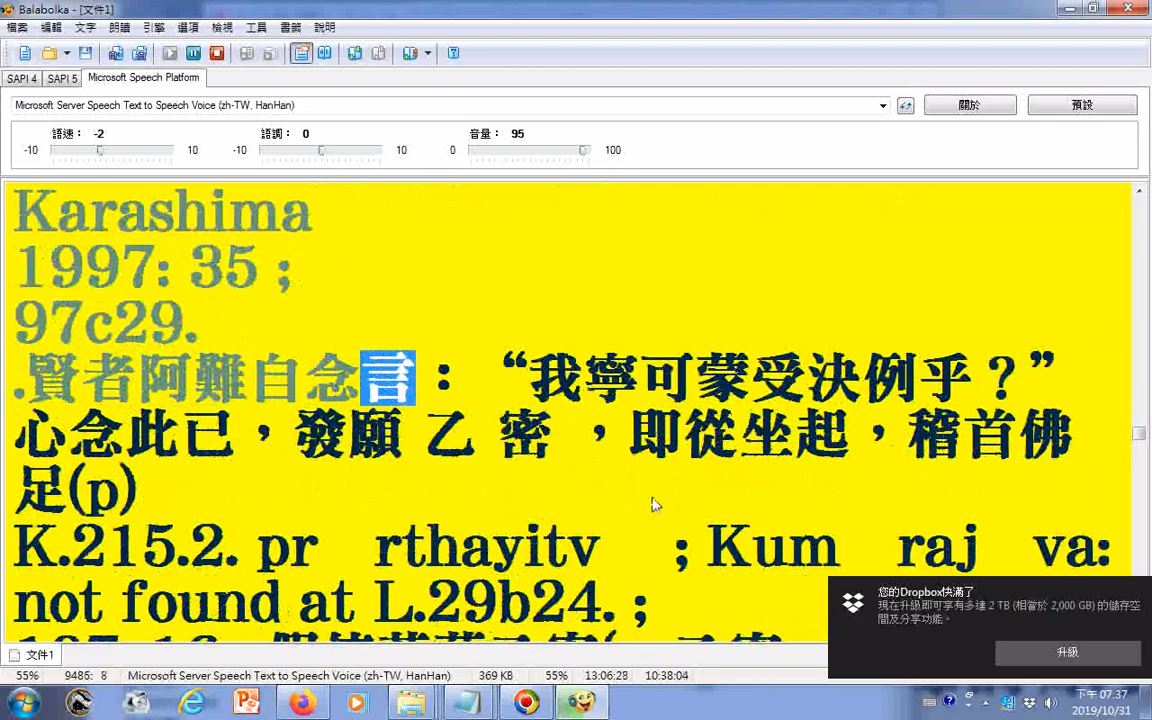 Balabolka - [文件1]
檔案 編輯 文字 朗讀 引擎 選項 檢視 工具 書籤 說明
SAPI 4 SAPI 5 Microsoft Speech Platform
Microsoft Server Speech Text to Speech Voice (zh-TW, HanHan) 關於 預設
語速： -2 語調： 0 音量： 95
-10 10 -10 10 0 100
Karashima
1997: 35 ;
97c29.
.賢者阿難自念言：“我寧可蒙受決例乎？”
心念此已，發願 乙 密 ，即從坐起，稽首佛
足(p)
K.215.2. pr rthayitv ; Kum raj va:
not found at L.29b24. ;
您的Dropbox快滿了
現在升級即可享有多達 2 TB (相當於 2,000 GB) 的儲存空
間及分享功能。
升級
文件1
55% 9485: 8 Microsoft Server Speech Text to Speech Voice (zh-TW, HanHan) 369 KB 55% 13:06:28 10:38:04
下午 07:37
2019/10/31